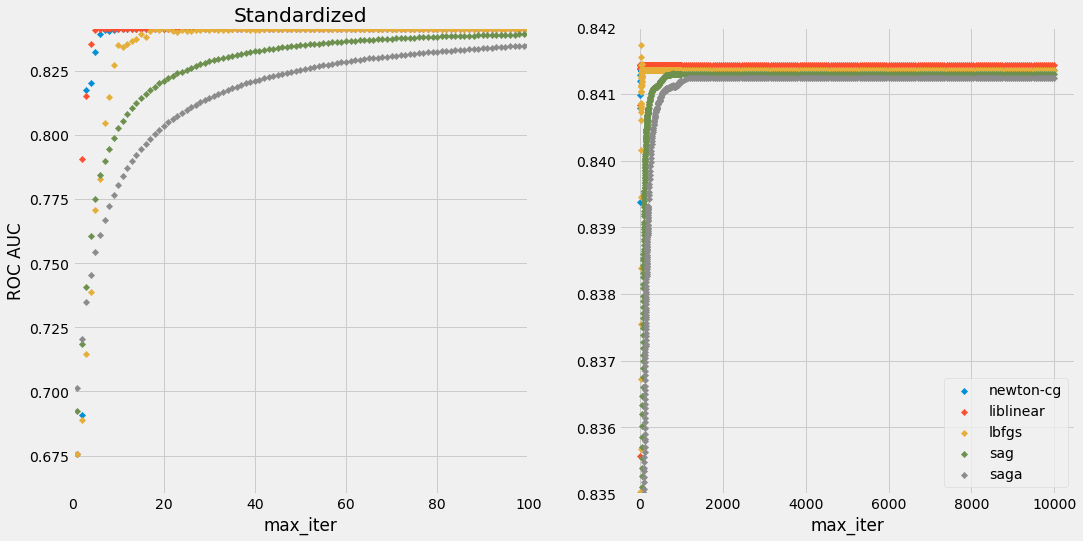 Standardized
ROC AUC
0.825
0.800
0.775
0.750
0.725
0.700
0.675
0 20 40 60 80 100
max_iter
0.842
0.841
0.840
0.839
0.838
0.837
0.836
0.835
0 2000 4000 6000 8000 10000
max_iter
newton-cg
liblinear
lbfgs
sag
saga